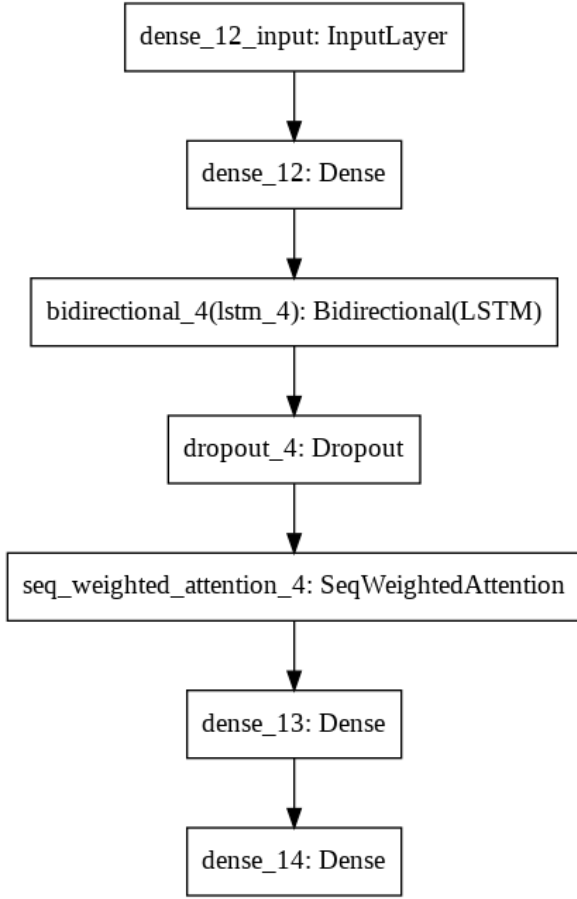 dense_12_input: InputLayer
dense_12: Dense
bidirectional_4(lstm_4): Bidirectional(LSTM)
dropout_4: Dropout
seq_weighted_attention_4: SeqWeightedAttention
dense_13: Dense
dense_14: Dense